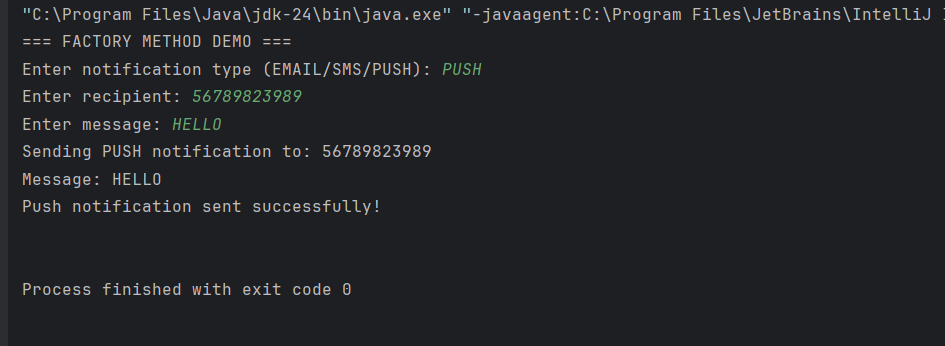 "C:\Program Files\Java\jdk-24\bin\java.exe" "-javaagent:C:\Program Files\JetBrains\IntelliJ
=== FACTORY METHOD DEMO ===
Enter notification type (EMAIL/SMS/PUSH): PUSH
Enter recipient: 56789823989
Enter message: HELLO
Sending PUSH notification to: 56789823989
Message: HELLO
Push notification sent successfully!
Process finished with exit code 0